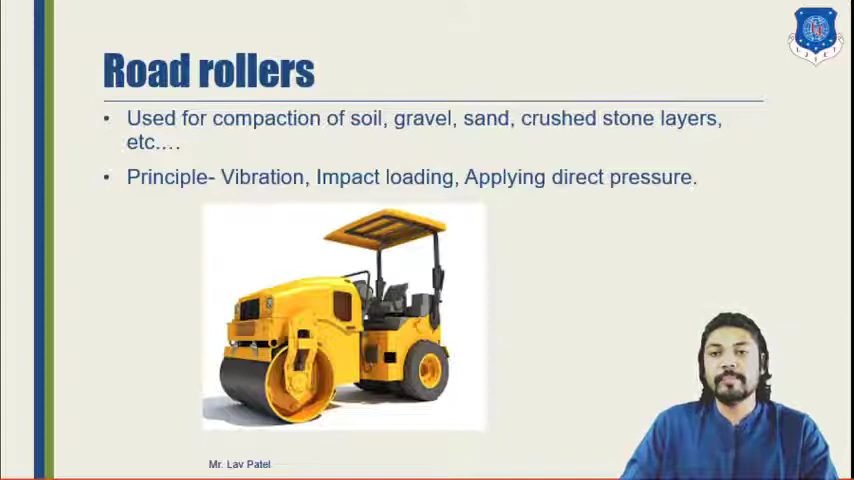 Road rollers
• Used for compaction of soil, gravel, sand, crushed stone layers,
etc.…
• Principle- Vibration, Impact loading, Applying direct pressure.
Mr. Lav Patel